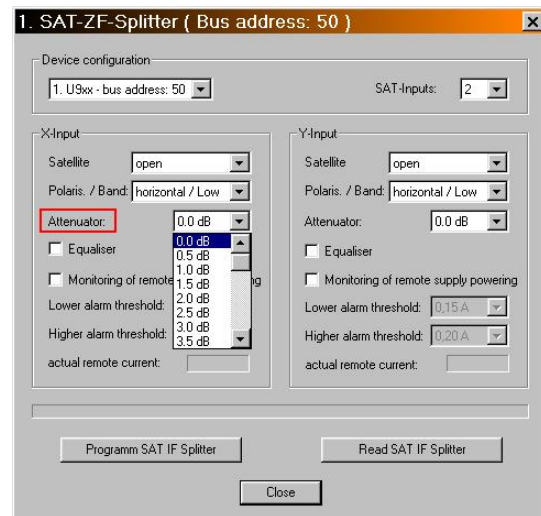 1. SAT-ZF-Splitter ( Bus address: 50 )
Device configuration
1. U9xx - bus address: 50
SAT-Inputs: 2
X-Input
Satellite open
Polaris. / Band: horizontal / Low
Attenuator: 0.0 dB
0.0 dB
0.5 dB
1.0 dB
1.5 dB
2.0 dB
2.5 dB
3.0 dB
3.5 dB
Equaliser
Monitoring of remote
Lower alarm threshold:
Higher alarm threshold:
actual remote current:
Y-Input
Satellite open
Polaris. / Band: horizontal / Low
Attenuator: 0.0 dB
Equaliser
Monitoring of remote supply powering
Lower alarm threshold: 0,15 A
Higher alarm threshold: 0,20 A
actual remote current:
Programm SAT IF Splitter
Read SAT IF Splitter
Close